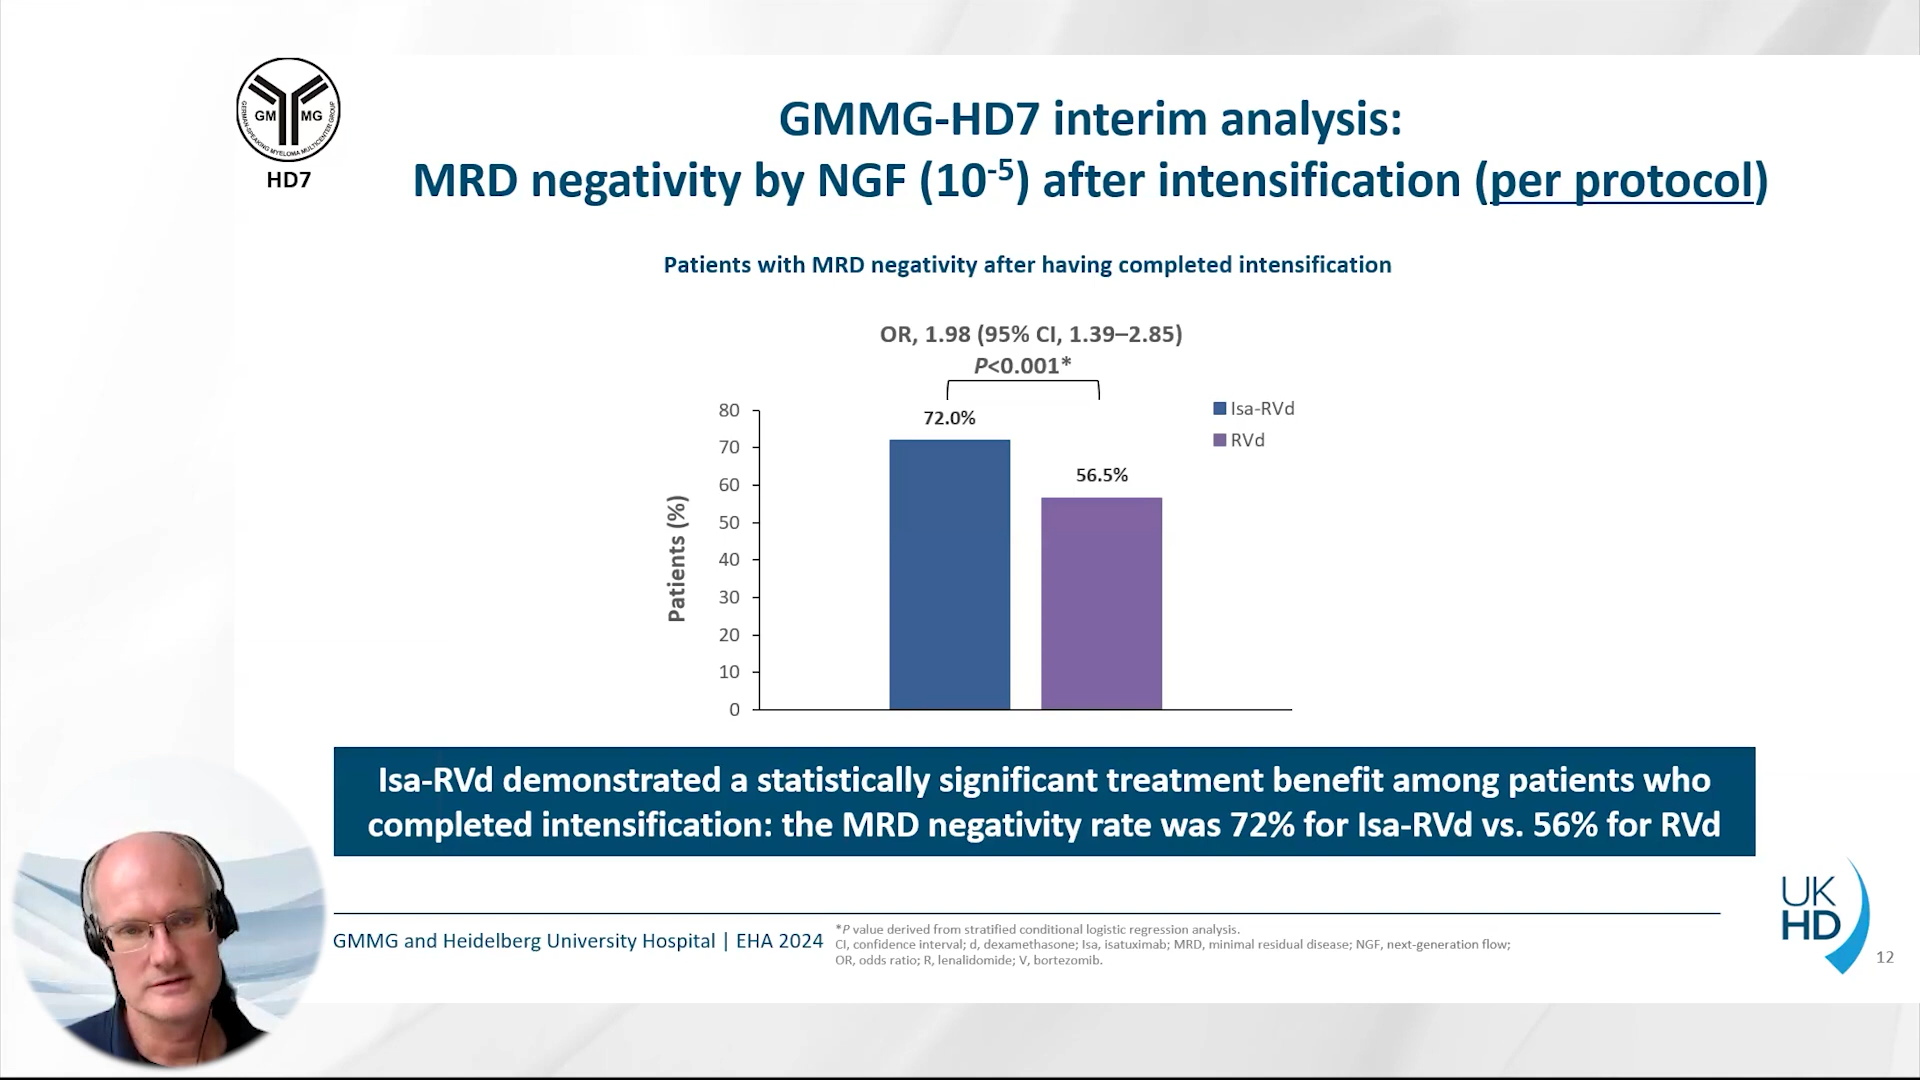 GM MG
GERMAN-SPEAKING MYELOMA MULTICENTER GROUP
HD7
GMMG-HD7 interim analysis:
MRD negativity by NGF (10⁻⁵) after intensification (per protocol)
Patients with MRD negativity after having completed intensification
OR, 1.98 (95% CI, 1.39–2.85)
P<0.001*
Isa-RVd
RVd
72.0%
56.5%
Patients (%)
80
70
60
50
40
30
20
10
0
Isa-RVd demonstrated a statistically significant treatment benefit among patients who
completed intensification: the MRD negativity rate was 72% for Isa-RVd vs. 56% for RVd
GMMG and Heidelberg University Hospital | EHA 2024
*P value derived from stratified conditional logistic regression analysis.
CI, confidence interval; d, dexamethasone; Isa, isatuximab; MRD, minimal residual disease; NGF, next-generation flow;
OR, odds ratio; R, lenalidomide; V, bortezomib.
UK
HD
12